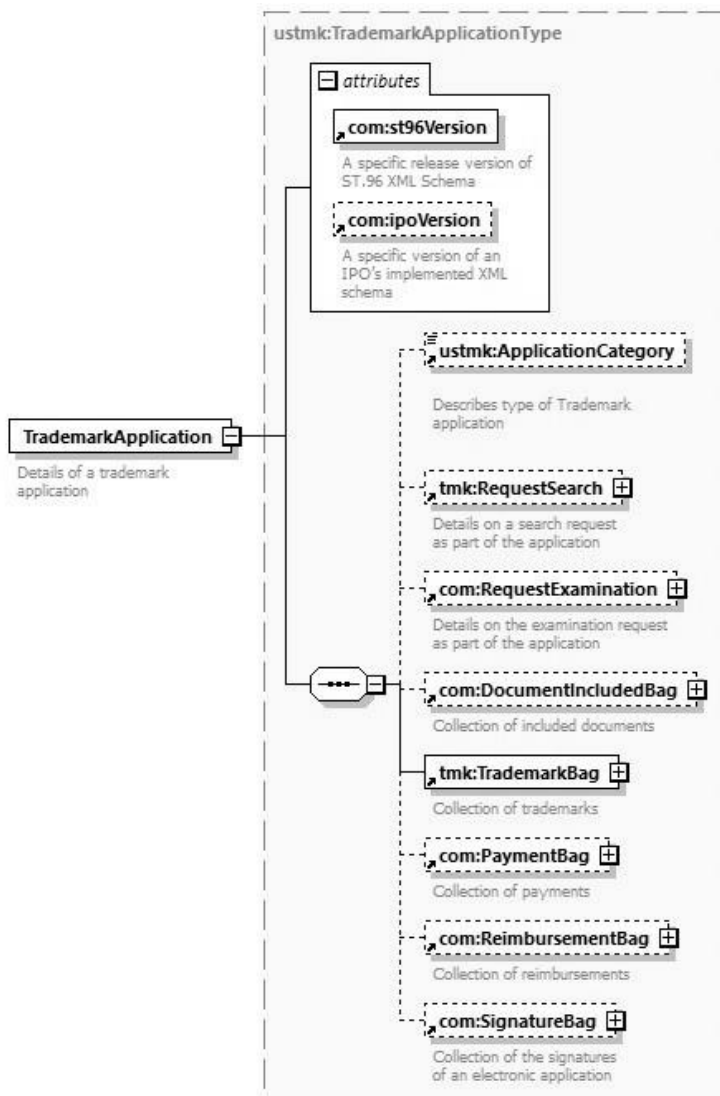 ustmk:TrademarkApplicationType
attributes
com:st96Version
A specific release version of
ST.96 XML Schema
com:ipoVersion
A specific version of an
IPO's implemented XML
schema
TrademarkApplication
Details of a trademark
application
ustmk:ApplicationCategory
Describes type of Trademark
application
tmk:RequestSearch
Details on a search request
as part of the application
com:RequestExamination
Details on the examination request
as part of the application
com:DocumentIncludedBag
Collection of included documents
tmk:TrademarkBag
Collection of trademarks
com:PaymentBag
Collection of payments
com:ReimbursementBag
Collection of reimbursements
com:SignatureBag
Collection of the signatures
of an electronic application